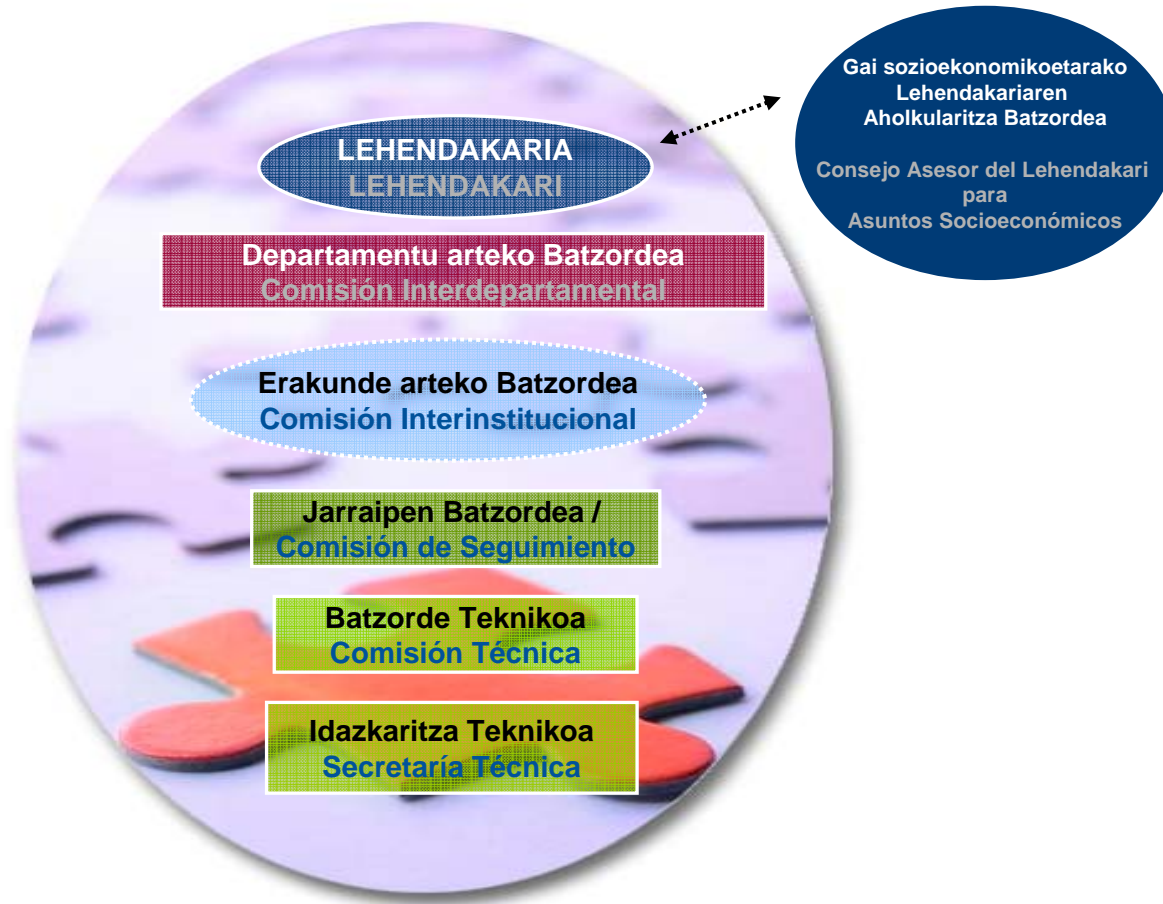 LEHENDAKARIA
LEHENDAKARI
Gai sozioekonomikoetarako
Lehendakariaren
Aholkularitza Batzordea
Consejo Asesor del Lehendakari
para
Asuntos Socioeconómicos
Departamentu arteko Batzordea
Comisión Interdepartamental
Erakunde arteko Batzordea
Comisión Interinstitucional
Jarraipen Batzordea /
Comisión de Seguimiento
Batzorde Teknikoa
Comisión Técnica
Idazkaritza Teknikoa
Secretaría Técnica